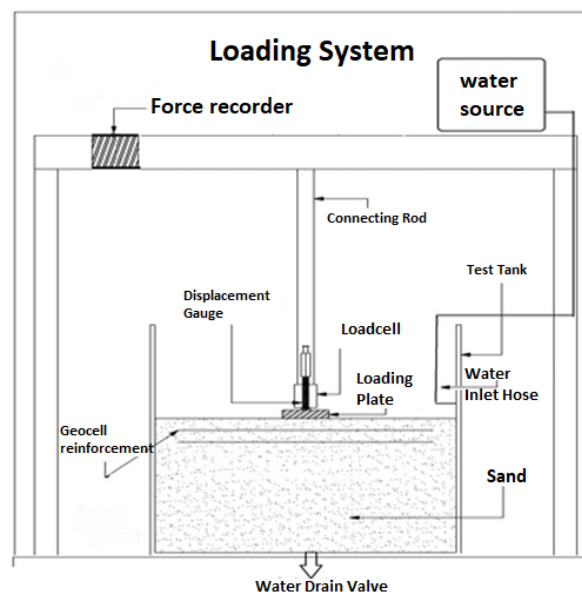 Loading System
water
source
Force recorder
Connecting Rod
Test Tank
Displacement
Gauge
Loadcell
Loading
Plate
Water
Inlet Hose
Geocell
reinforcement
Sand
Water Drain Valve